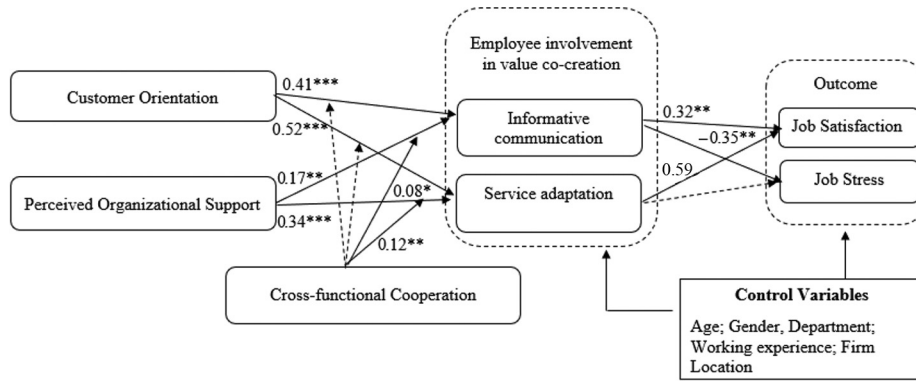 Employee involvement
in value co-creation
Outcome
0.41***
Customer Orientation
0.52***
Informative
communication
0.32**
−0.35**
Job Satisfaction
0.17**
0.08*
0.59
Perceived Organizational Support
Service adaptation
Job Stress
0.34***
0.12**
Cross-functional Cooperation
Control Variables
Age; Gender, Department;
Working experience; Firm
Location